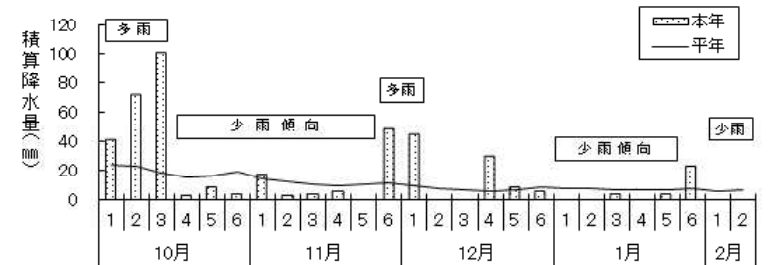 積算降水量(㎜)
120
100
80
60
40
20
0
多雨
少雨傾向
多雨
少雨傾向
少雨
本年
平年
1 2 3 4 5 6 1 2 3 4 5 6 1 2 3 4 5 6 1 2 3 4 5 6 1 2
10月 11月 12月 1月 2月